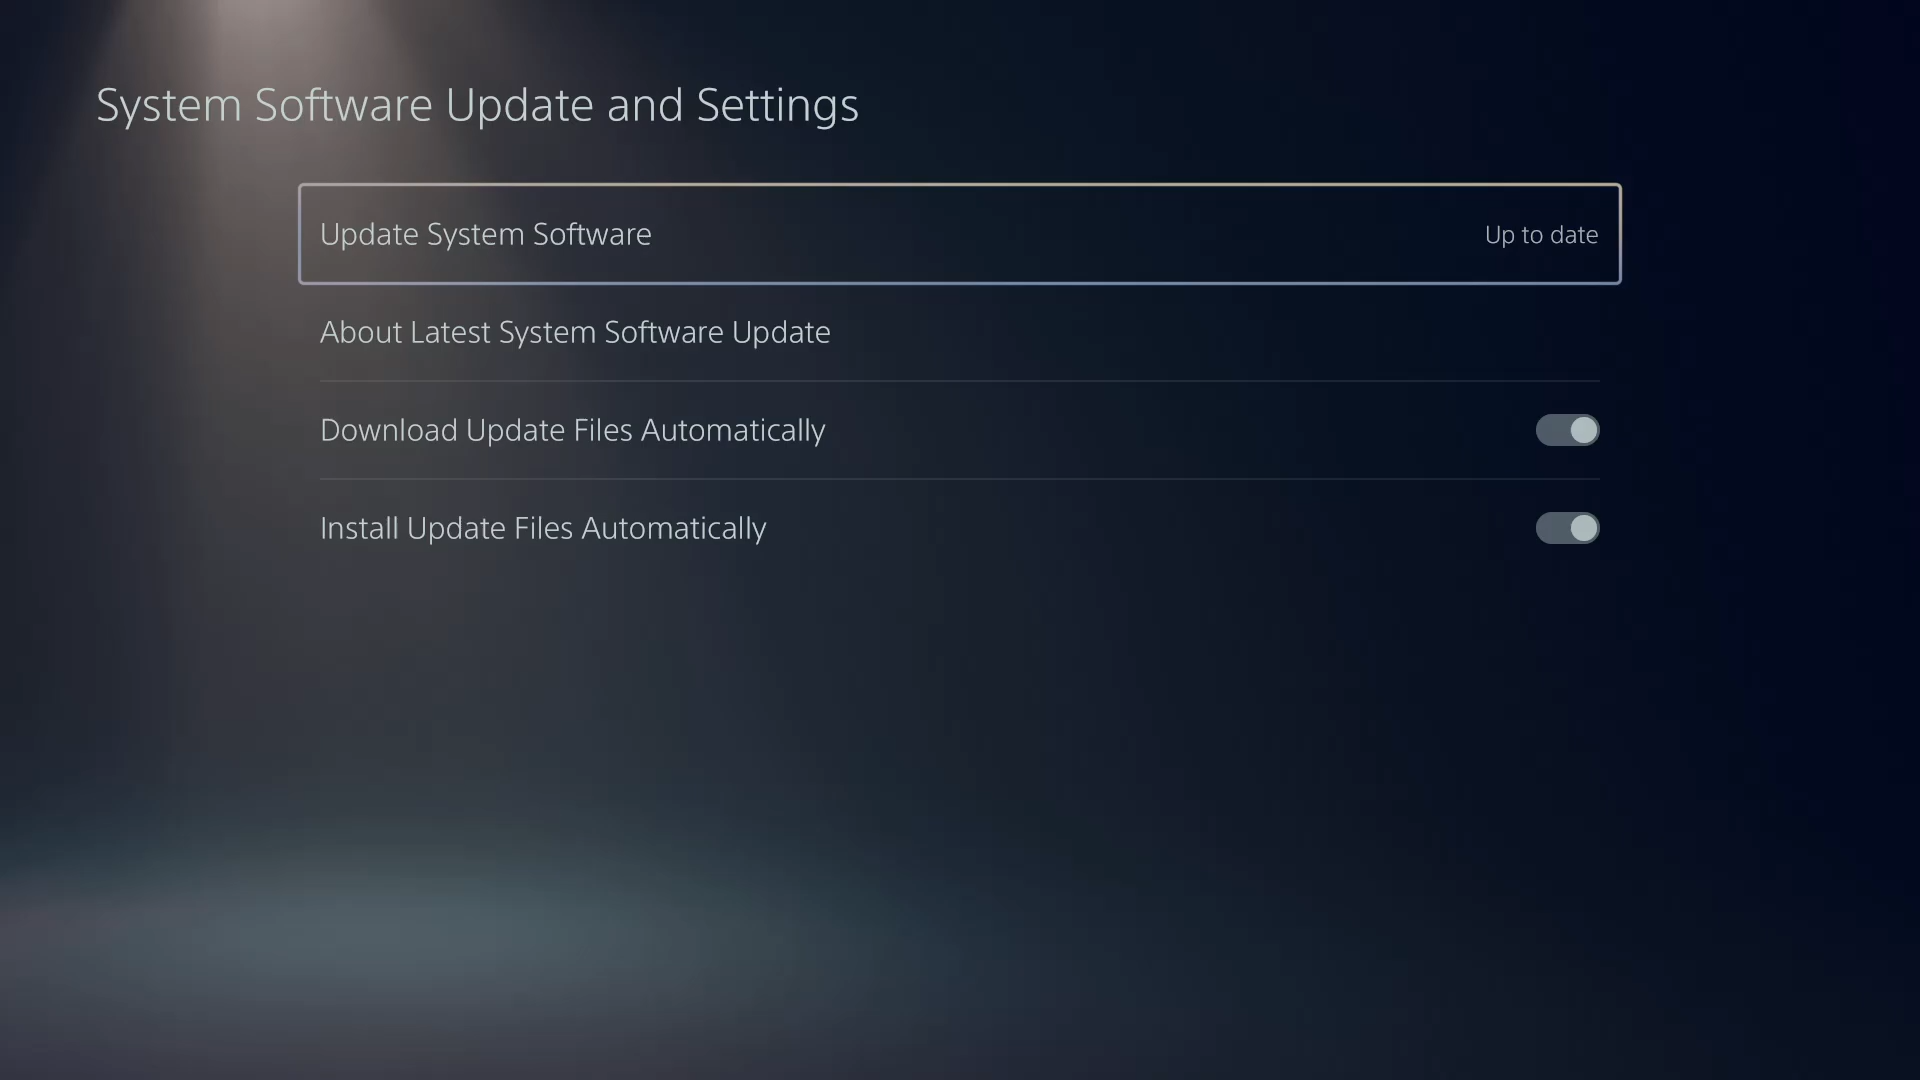 System Software Update and Settings
Update System Software
Up to date
About Latest System Software Update
Download Update Files Automatically
Install Update Files Automatically